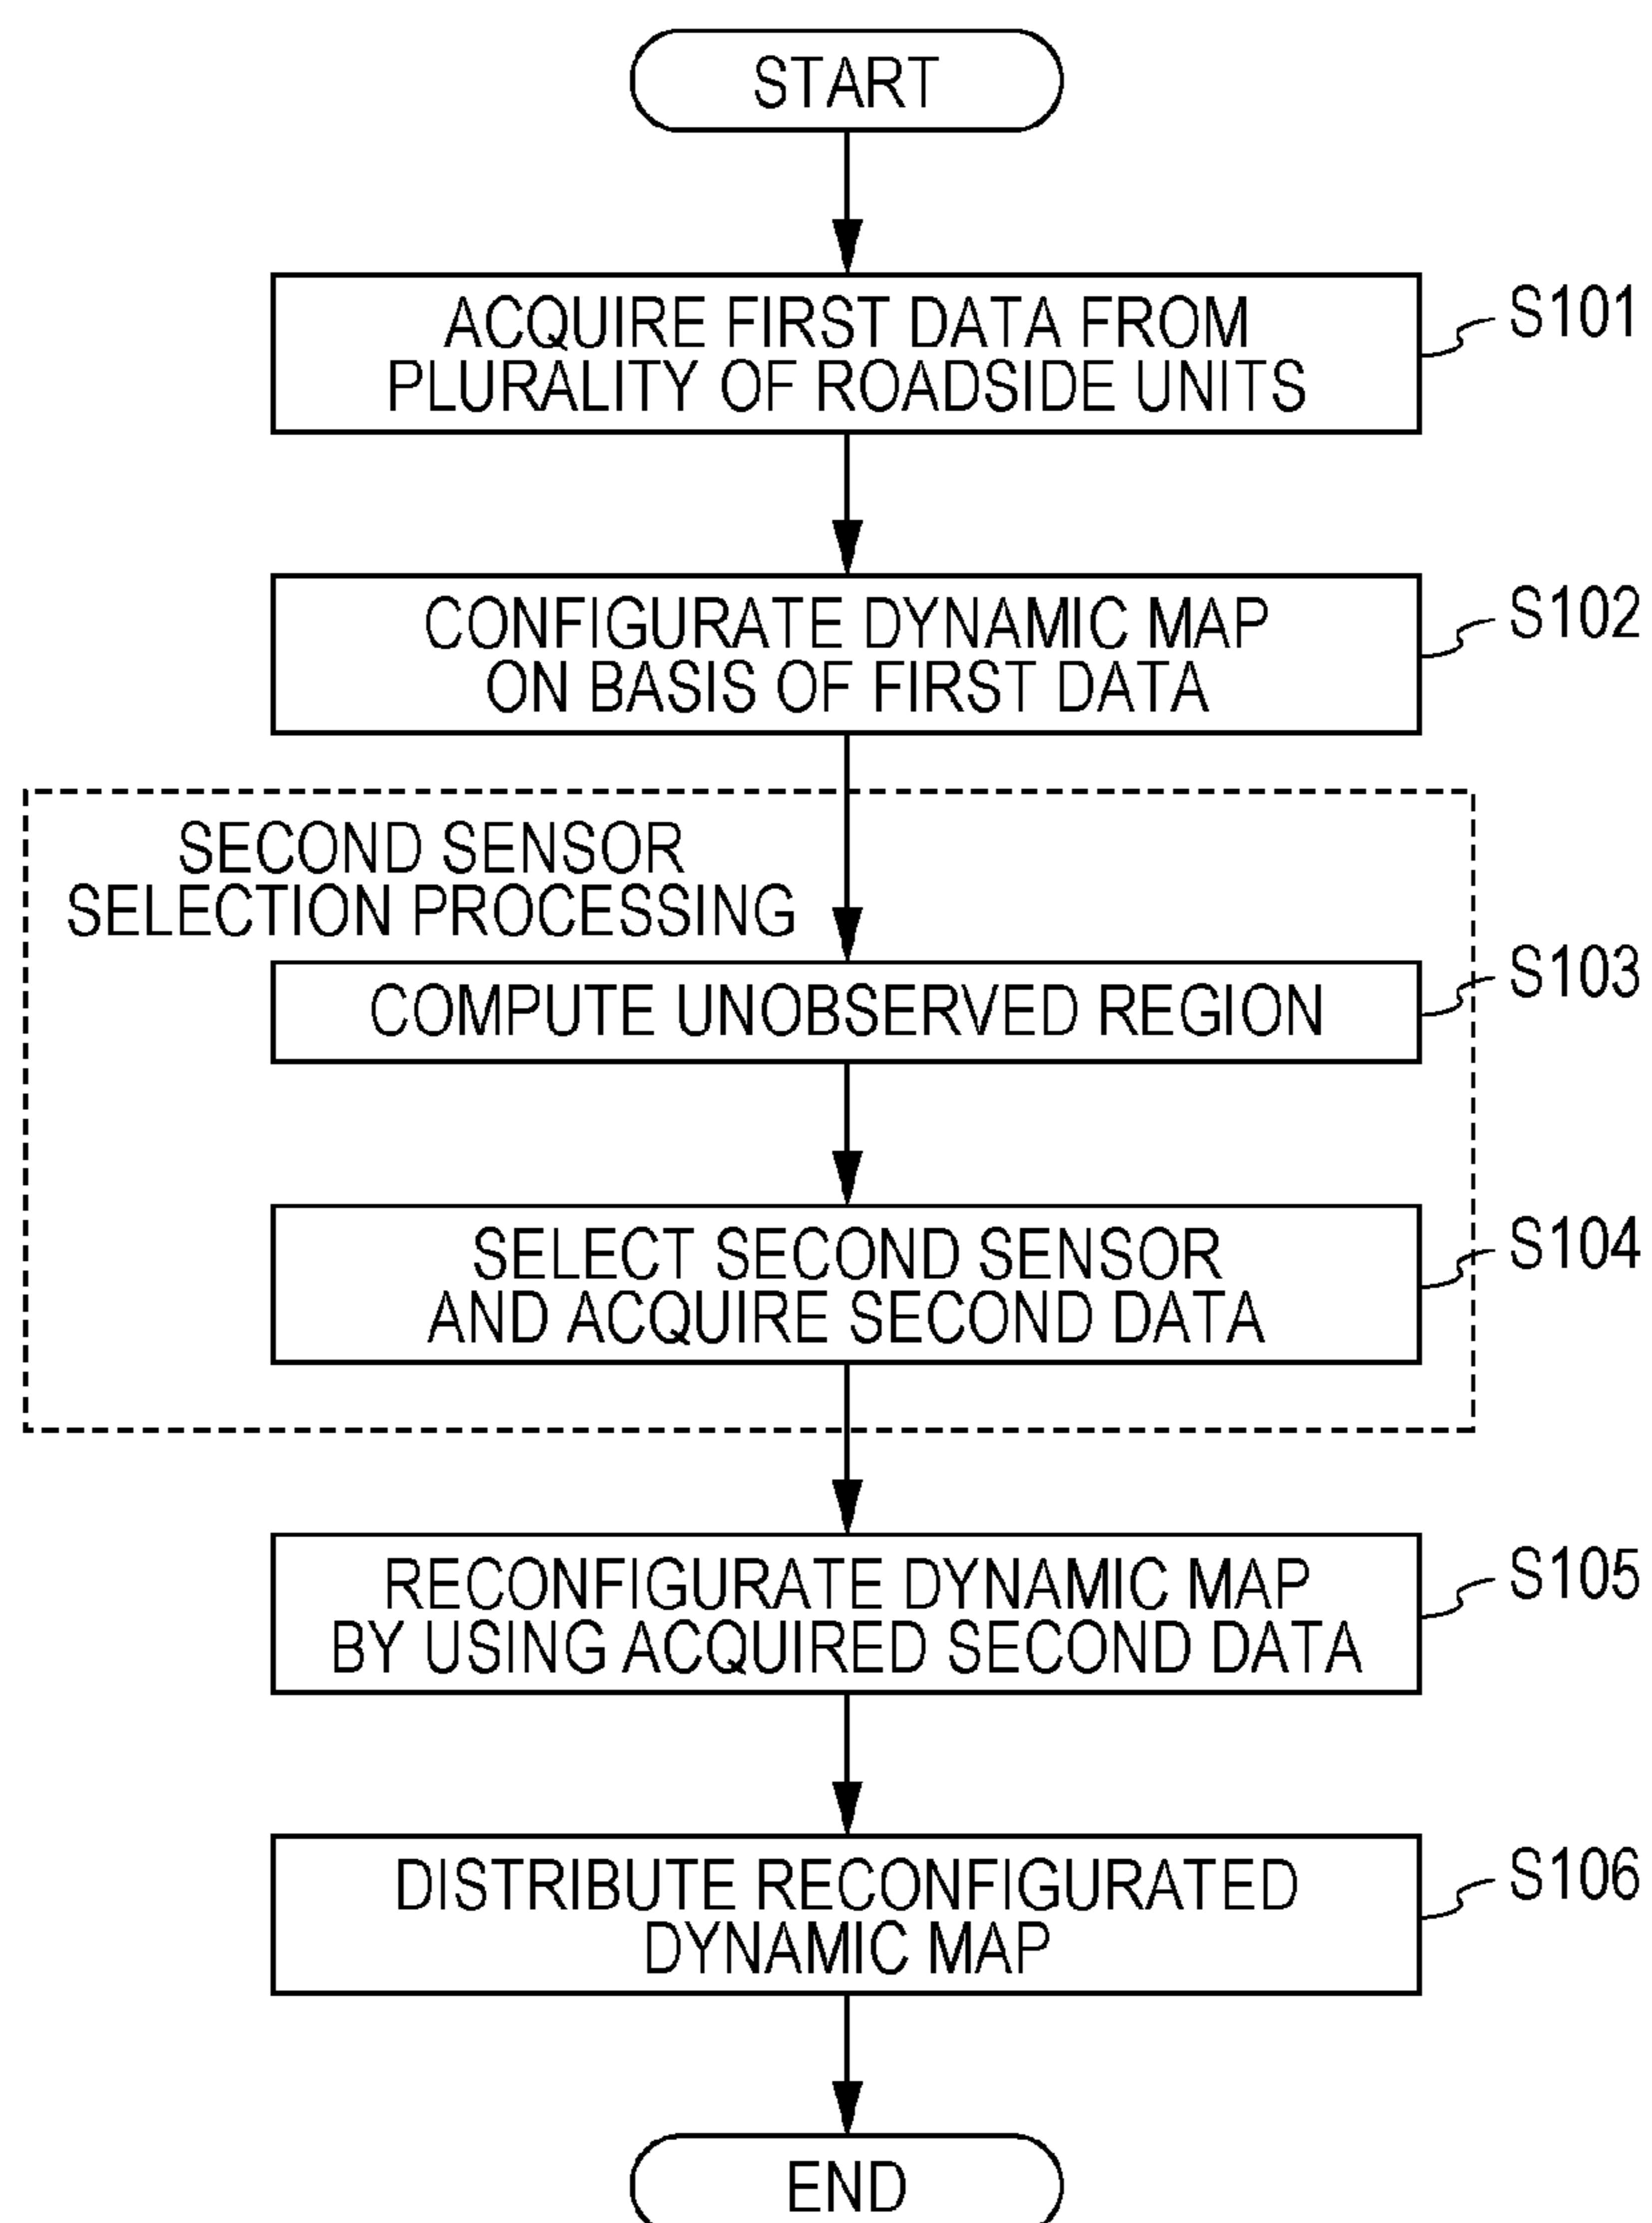 START
ACQUIRE FIRST DATA FROM
PLURALITY OF ROADSIDE UNITS
S101
CONFIGURATE DYNAMIC MAP
ON BASIS OF FIRST DATA
S102
SECOND SENSOR
SELECTION PROCESSING
COMPUTE UNOBSERVED REGION
S103
SELECT SECOND SENSOR
AND ACQUIRE SECOND DATA
S104
RECONFIGURATE DYNAMIC MAP
BY USING ACQUIRED SECOND DATA
S105
DISTRIBUTE RECONFIGURATED
DYNAMIC MAP
S106
END